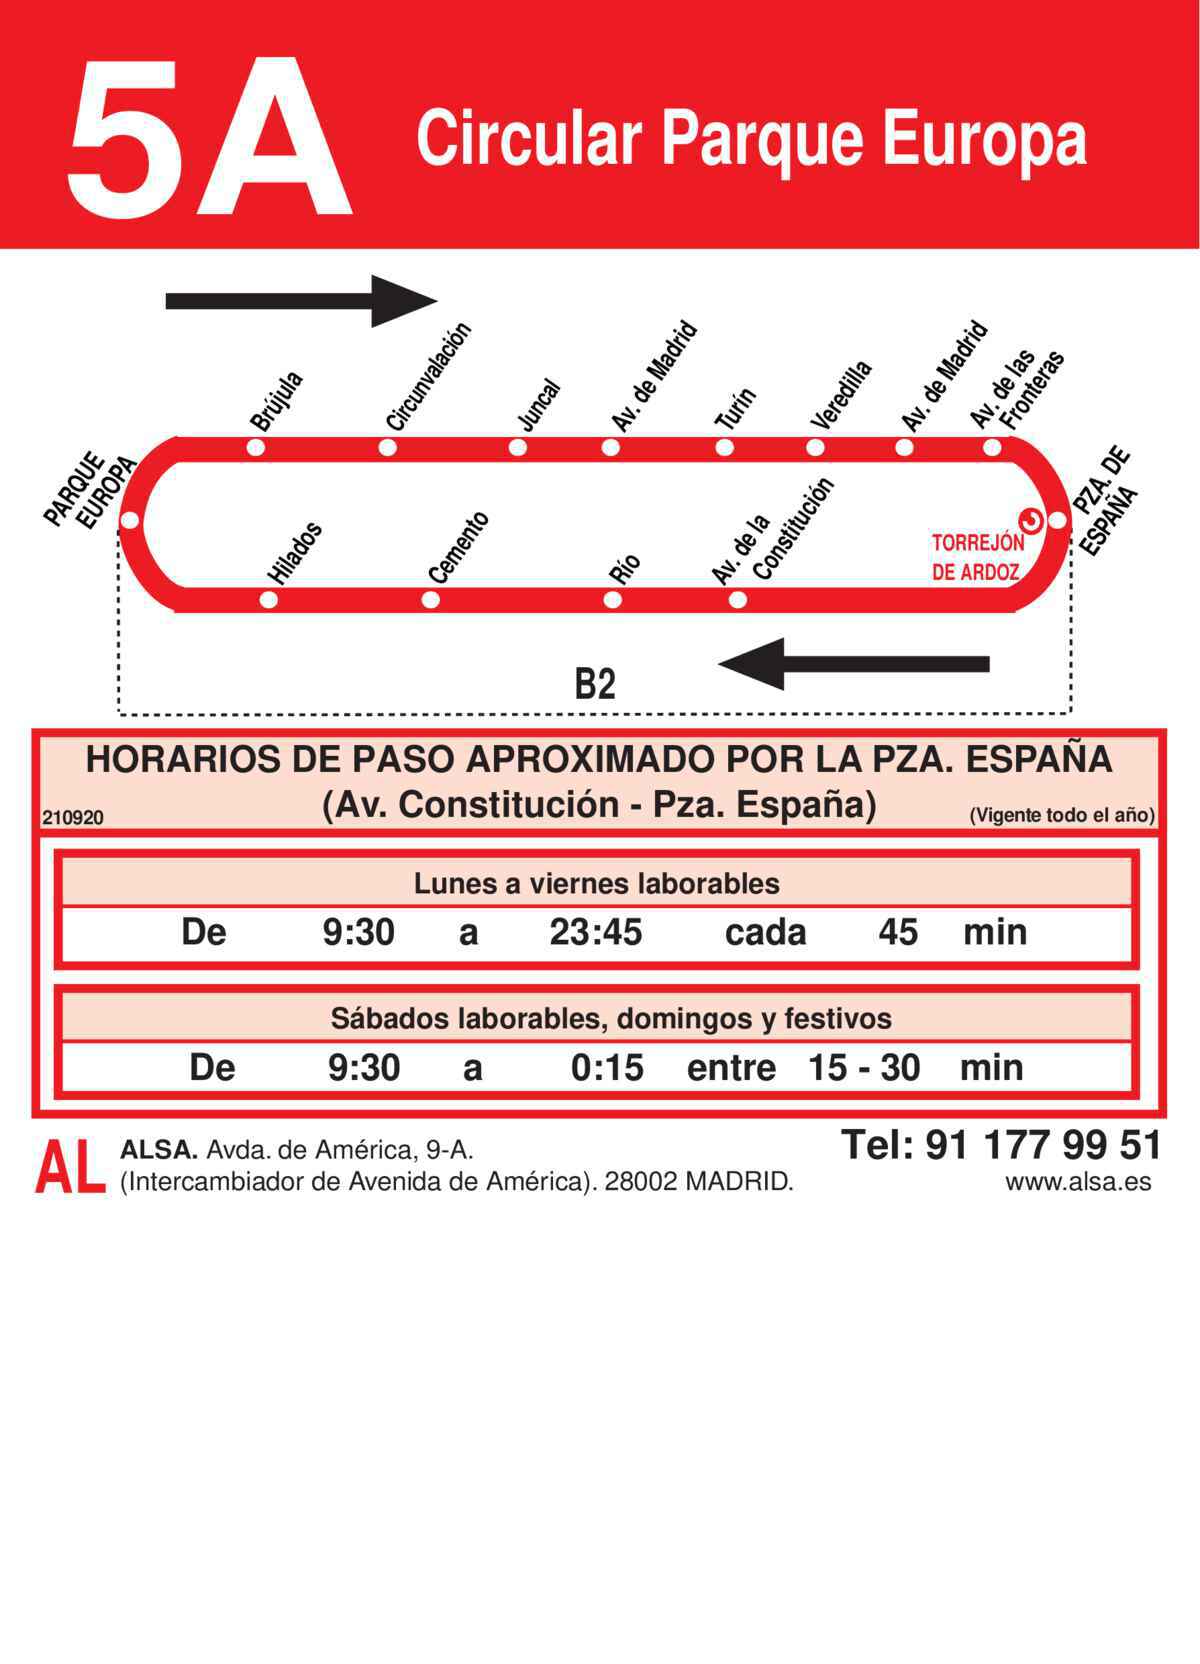 5A
Circular Parque Europa
Brújula
Circunvalación
Juncal
Av. de Madrid
Turín
Veredilla
Av. de Madrid
Av. de las
Fronteras
PARQUE
EUROPA
PZA. DE
ESPAÑA
Hilados
Cemento
Río
Av. de la
Constitución
TORREJÓN
DE ARDOZ
B2
HORARIOS DE PASO APROXIMADO POR LA PZA. ESPAÑA
(Av. Constitución - Pza. España)
210920
(Vigente todo el año)
Lunes a viernes laborables
De 9:30 a 23:45 cada 45 min
Sábados laborables, domingos y festivos
De 9:30 a 0:15 entre 15 - 30 min
AL
ALSA. Avda. de América, 9-A.
(Intercambiador de Avenida de América). 28002 MADRID.
Tel: 91 177 99 51
www.alsa.es